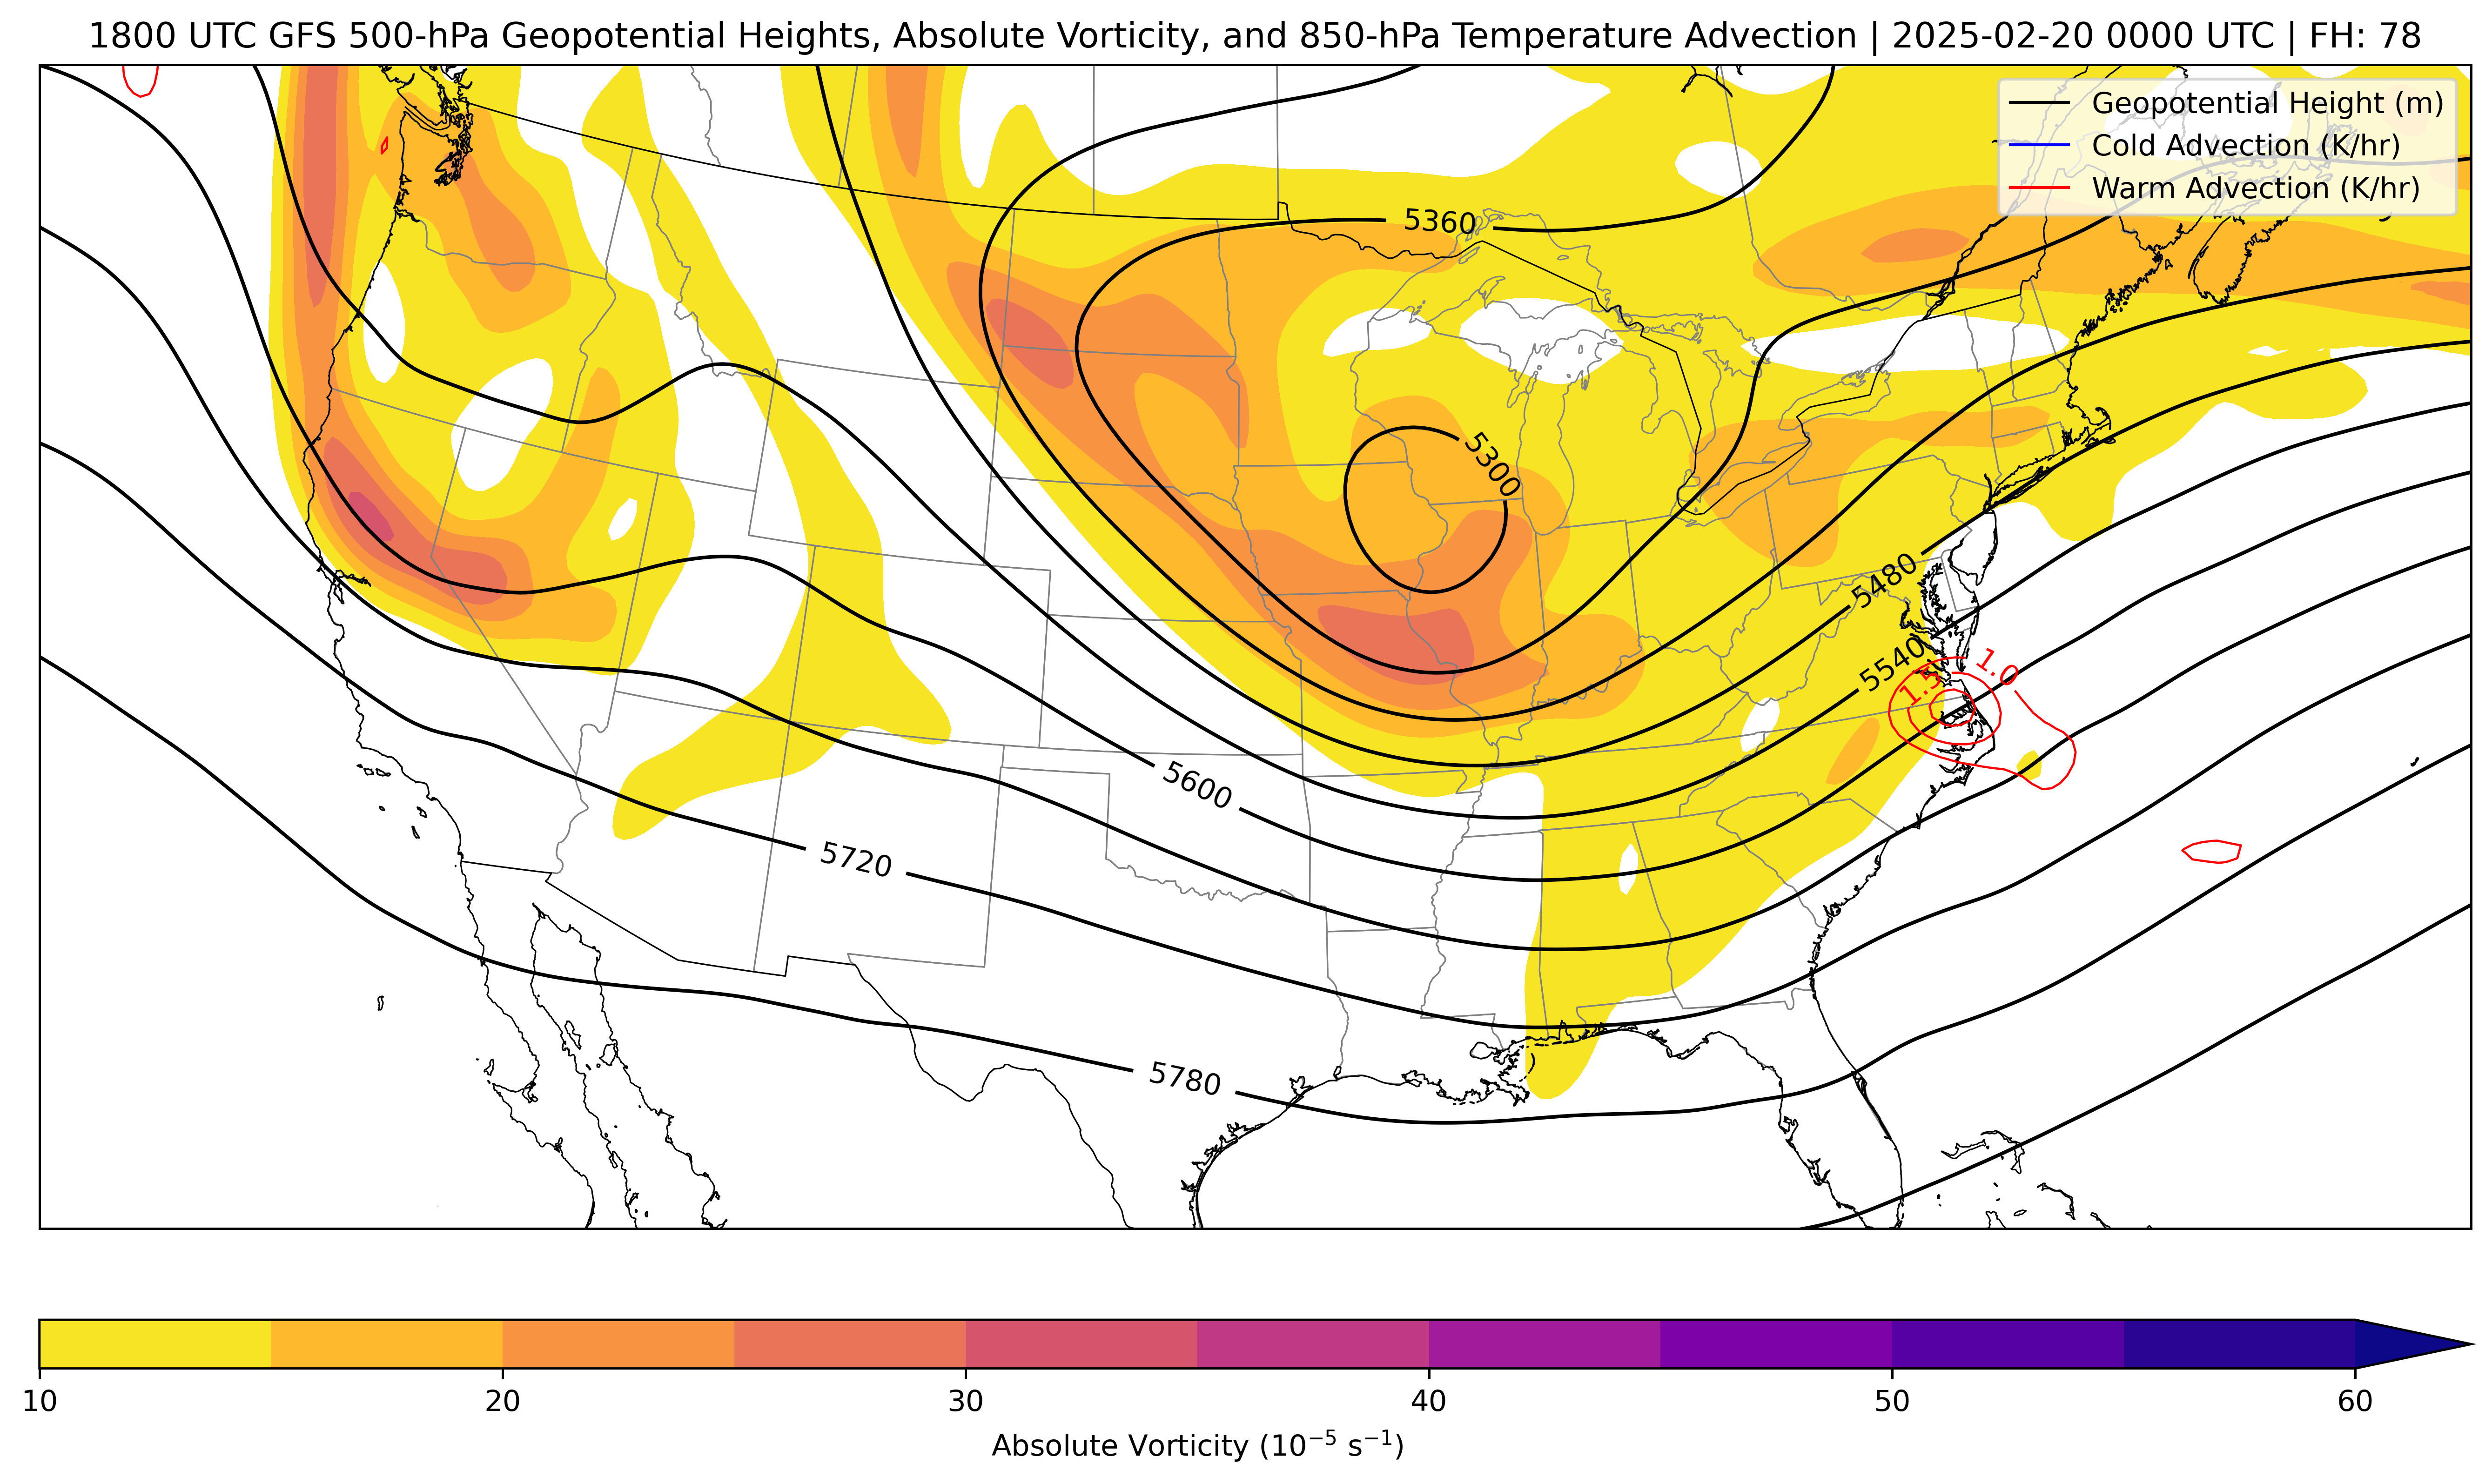 1800 UTC GFS 500-hPa Geopotential Heights, Absolute Vorticity, and 850-hPa Temperature Advection | 2025-02-20 0000 UTC | FH: 78
Geopotential Height (m)
Cold Advection (K/hr)
Warm Advection (K/hr)
5360
5300
5480
5540
1.0
1.5
5600
5720
5780
10 20 30 40 50 60
Absolute Vorticity (10⁻⁵ s⁻¹)